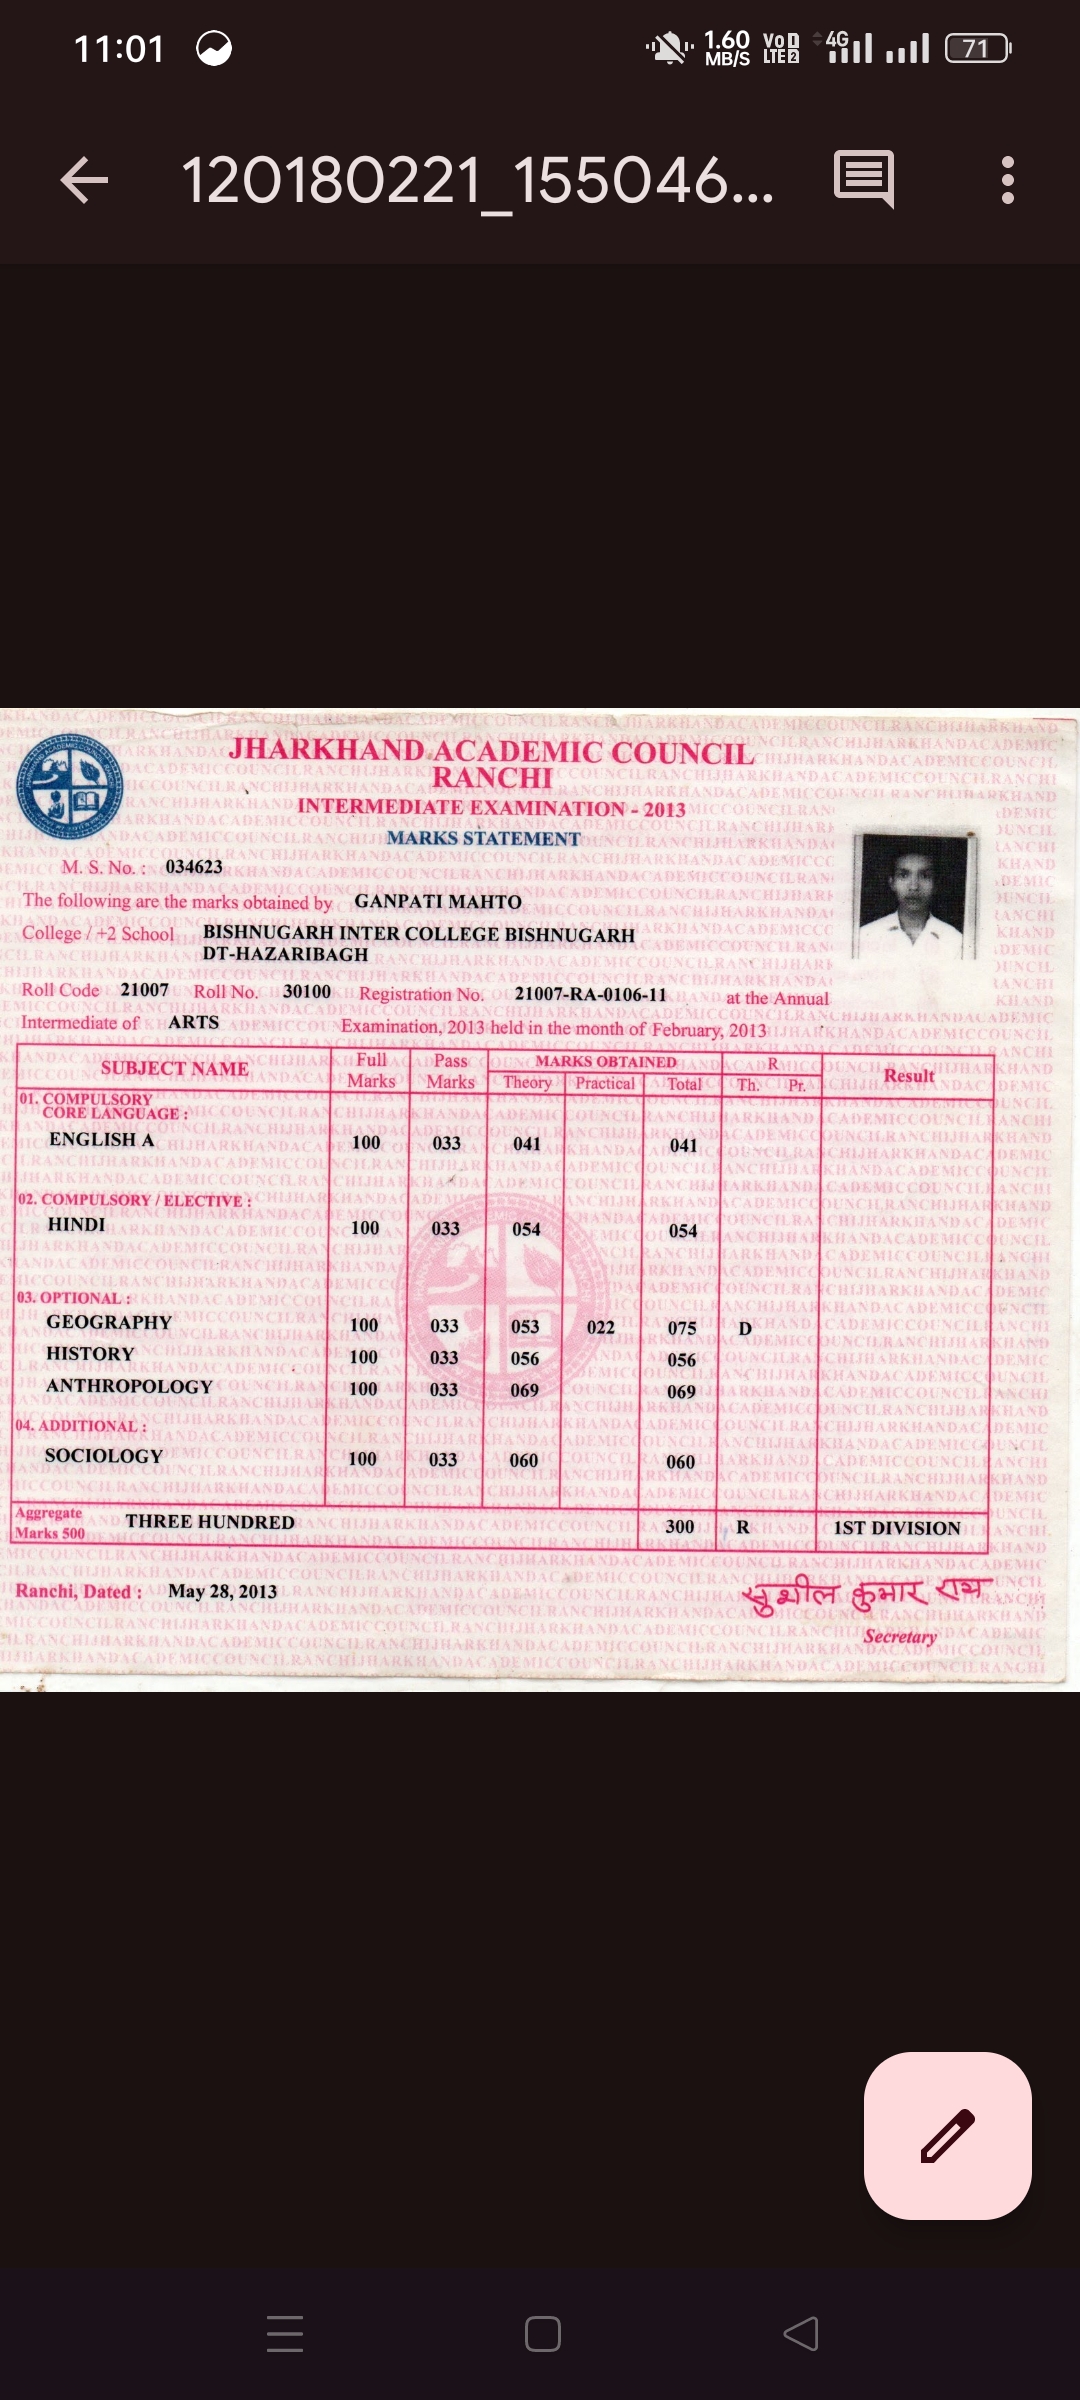 11:01 1.60 MB/S VoD LTE2 4G 71
120180221_155046...
JHARKHAND ACADEMIC COUNCIL
RANCHI
INTERMEDIATE EXAMINATION - 2013
MARKS STATEMENT
M. S. No. : 034623
The following are the marks obtained by GANPATI MAHTO
College / +2 School BISHNUGARH INTER COLLEGE BISHNUGARH
DT-HAZARIBAGH
Roll Code 21007 Roll No. 30100 Registration No. 21007-RA-0106-11 at the Annual
Intermediate of ARTS Examination, 2013 held in the month of February, 2013
SUBJECT NAME Full Marks Pass Marks MARKS OBTAINED R Result
Theory Practical Total Th. Pr.
01. COMPULSORY
CORE LANGUAGE :
ENGLISH A 100 033 041 041
02. COMPULSORY / ELECTIVE :
HINDI 100 033 054 054
03. OPTIONAL :
GEOGRAPHY 100 033 053 022 075 D
HISTORY 100 033 056 056
ANTHROPOLOGY 100 033 069 069
04. ADDITIONAL :
SOCIOLOGY 100 033 060 060
Aggregate
Marks 500 THREE HUNDRED 300 R 1ST DIVISION
Ranchi, Dated : May 28, 2013 सुशील कुमार राय
Secretary